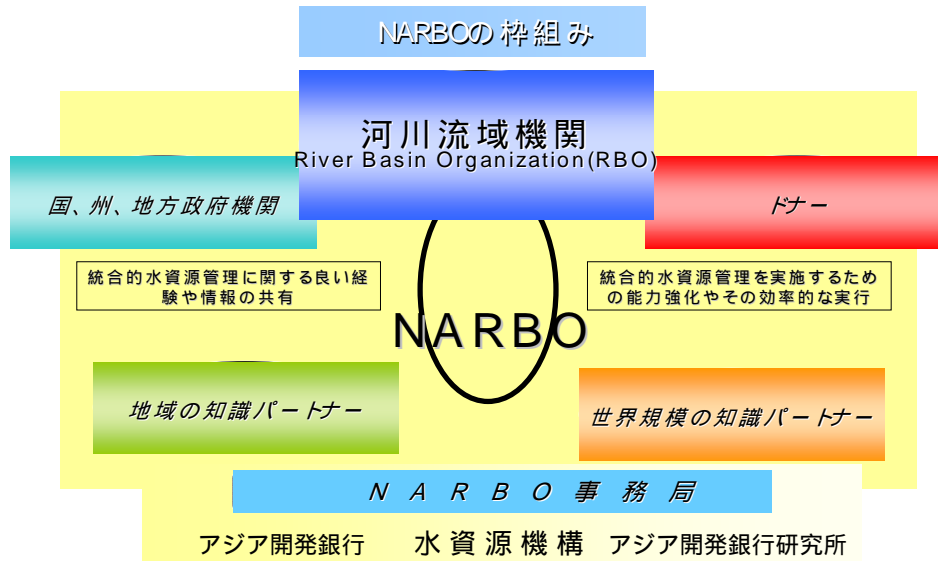 NARBOの枠組み
河川流域機関
River Basin Organization(RBO)
国、州、地方政府機関
ドナー
統合的水資源管理に関する良い経
験や情報の共有
統合的水資源管理を実施するため
の能力強化やその効率的な実行
NARBO
地域の知識パートナー
世界規模の知識パートナー
NARBO事務局
アジア開発銀行 水資源機構 アジア開発銀行研究所